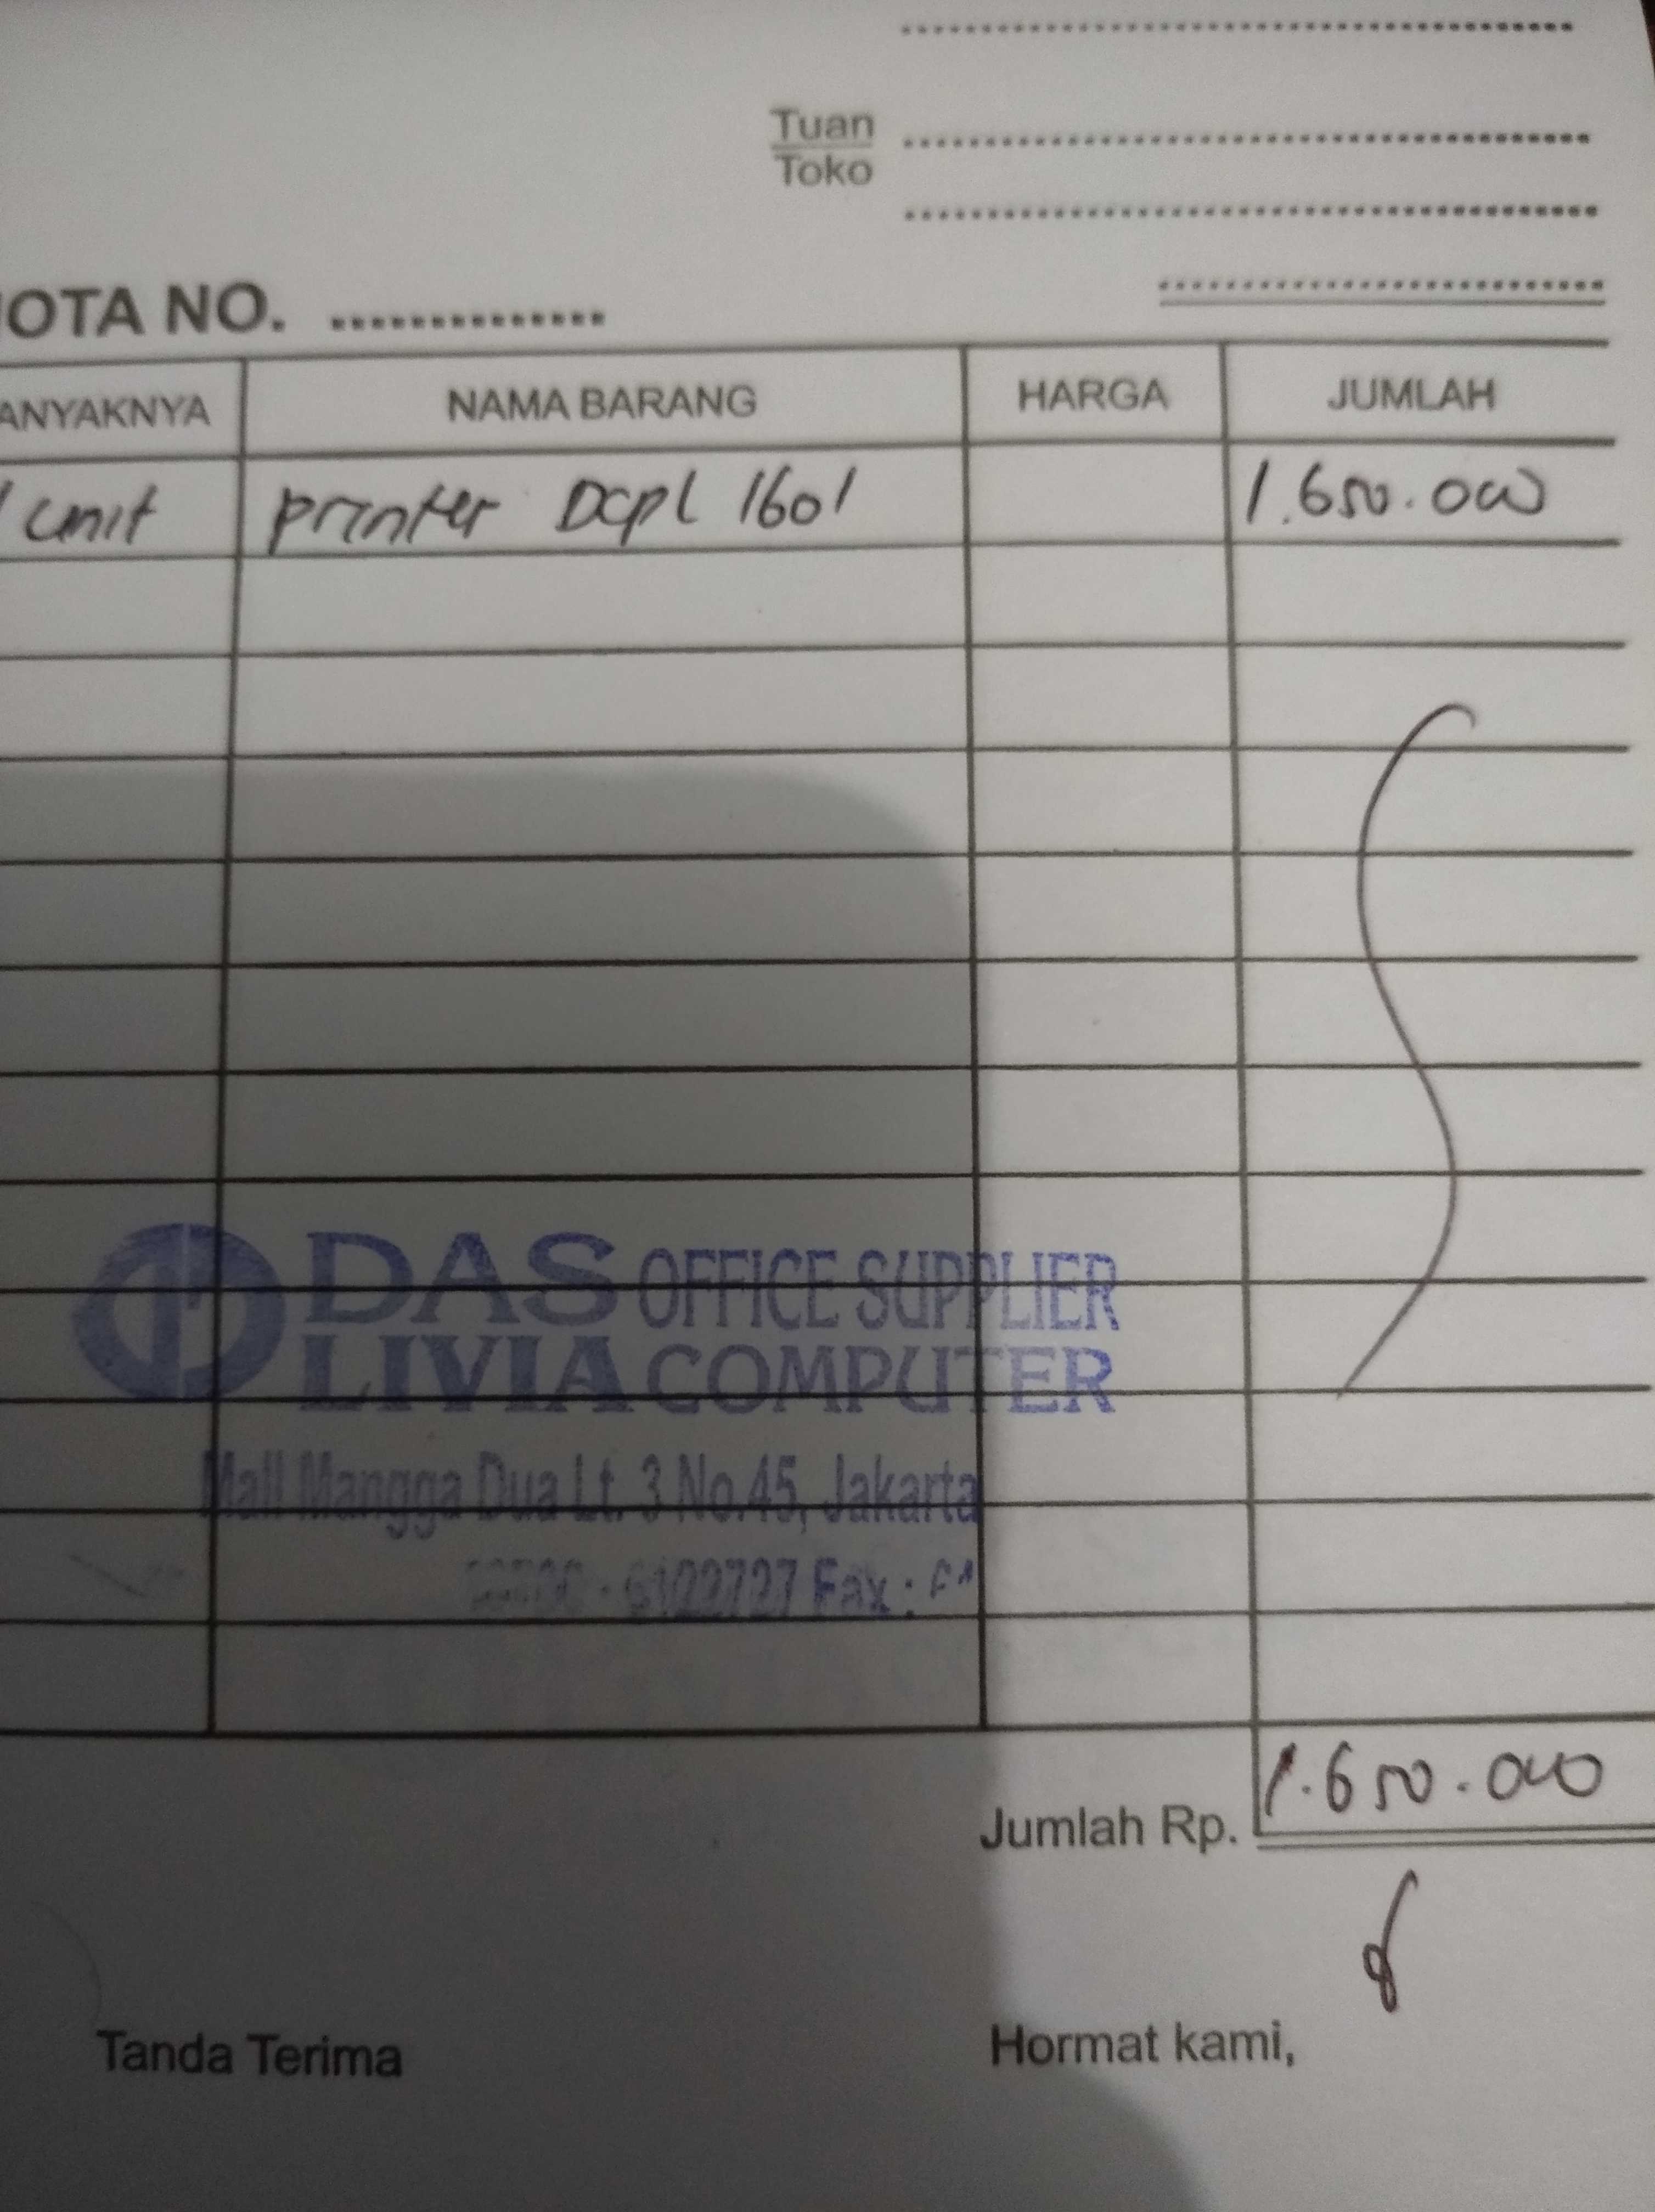 Tuan
Toko
OTA NO. ..............
ANYAKNYA NAMA BARANG HARGA JUMLAH
1 unit printer Dcpl 1601 1.650.000
DAS OFFICE SUPPLIER
LIVIA COMPUTER
Mall Mangga Dua Lt. 3 No.45, Jakarta
6122727 Fax :
1.650.000
Jumlah Rp.
Tanda Terima Hormat kami,